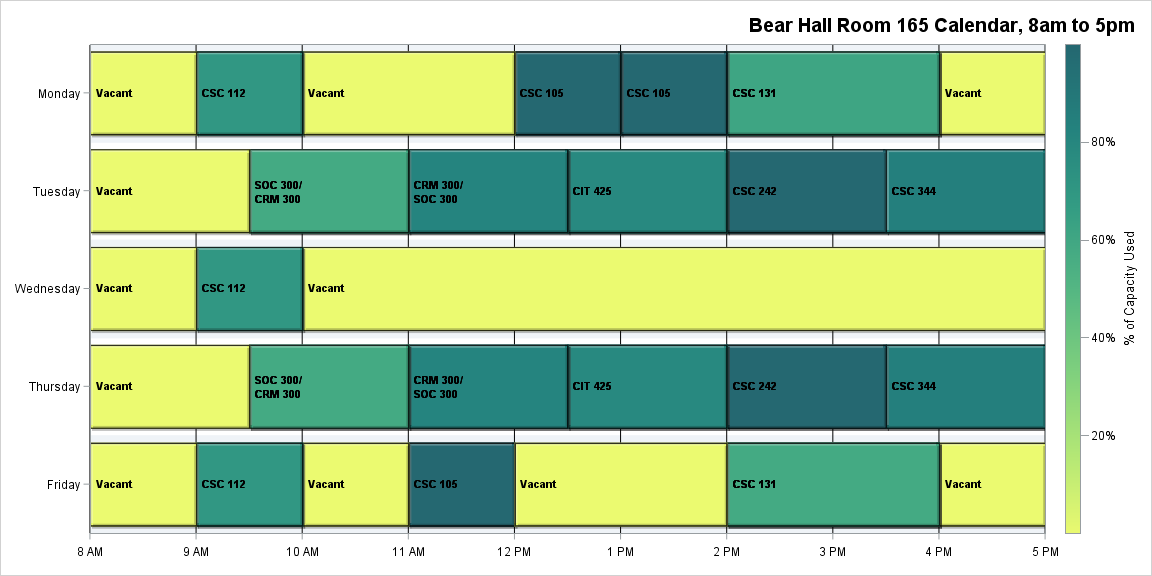 Bear Hall Room 165 Calendar, 8am to 5pm
Monday
Vacant
CSC 112
Vacant
CSC 105
CSC 105
CSC 131
Vacant
Tuesday
Vacant
SOC 300/
CRM 300
CRM 300/
SOC 300
CIT 425
CSC 242
CSC 344
Wednesday
Vacant
CSC 112
Vacant
Thursday
Vacant
SOC 300/
CRM 300
CRM 300/
SOC 300
CIT 425
CSC 242
CSC 344
Friday
Vacant
CSC 112
Vacant
CSC 105
Vacant
CSC 131
Vacant
8 AM
9 AM
10 AM
11 AM
12 PM
1 PM
2 PM
3 PM
4 PM
5 PM
80%
60%
40%
20%
% of Capacity Used